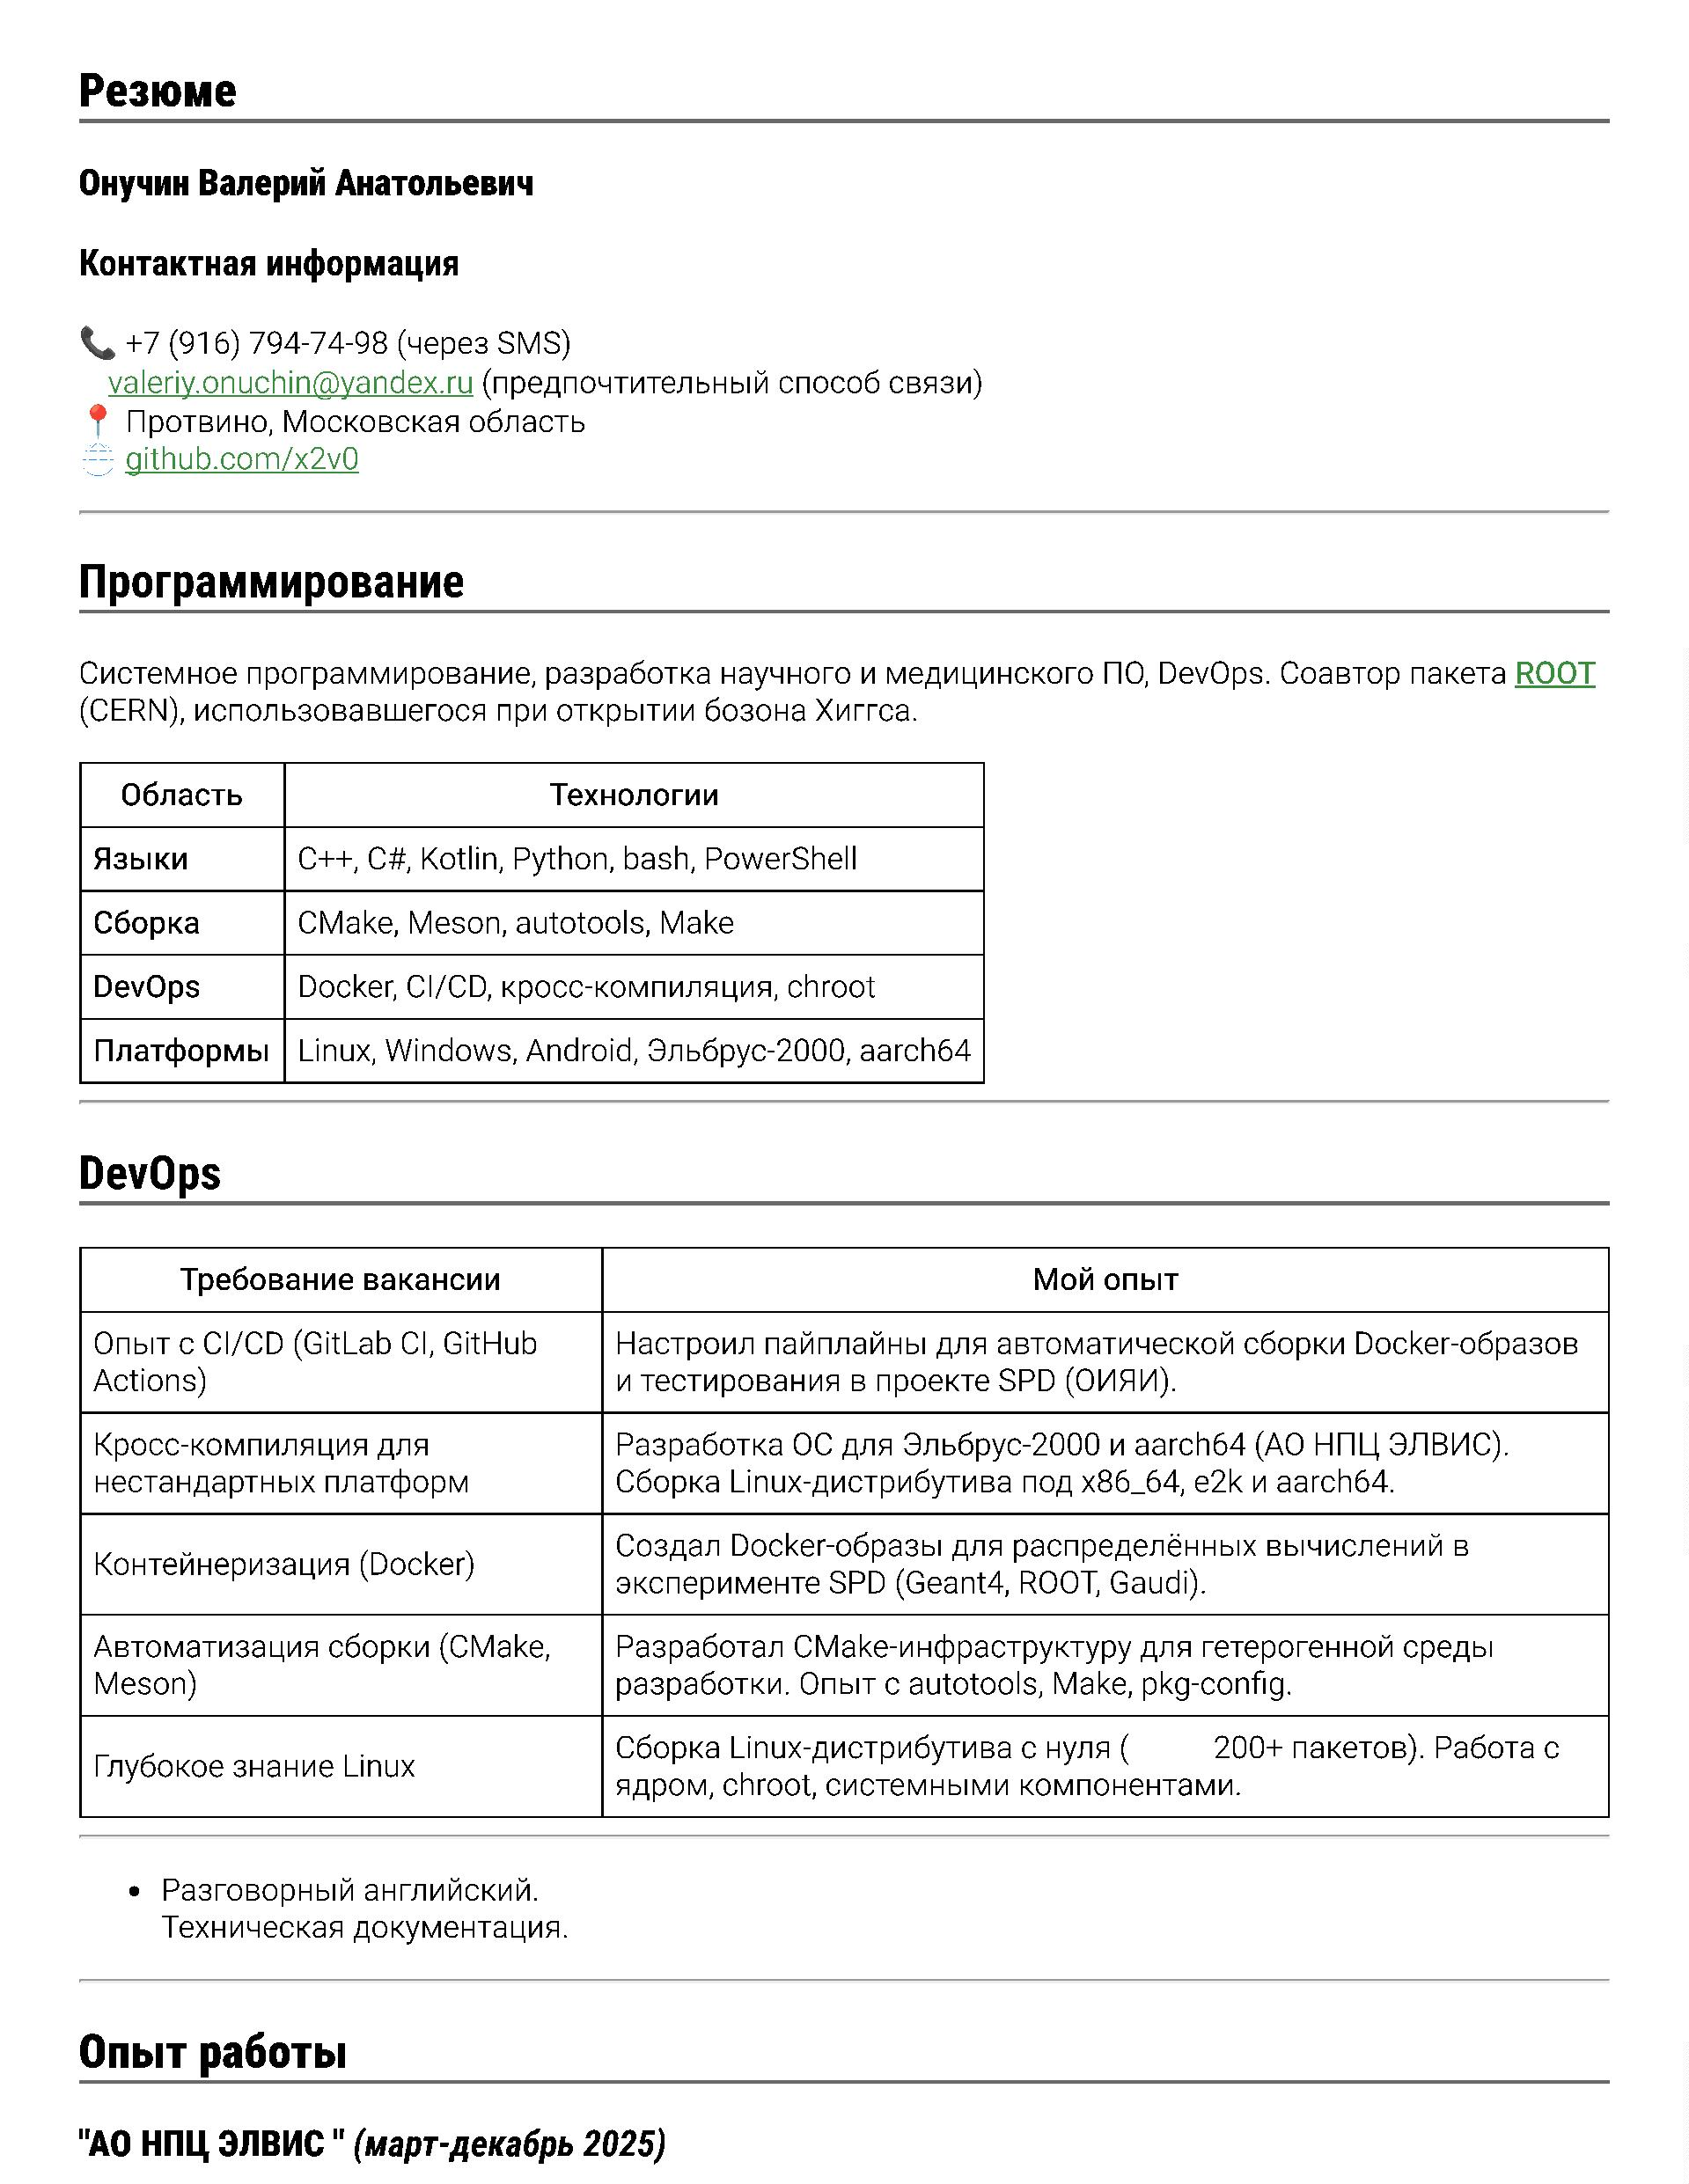 Резюме
Онучин Валерий Анатольевич
Контактная информация
📞 +7 (916) 794-74-98 (через SMS)
valeriy.onuchin@yandex.ru (предпочтительный способ связи)
📍 Протвино, Московская область
🌐 github.com/x2v0
Программирование
Системное программирование, разработка научного и медицинского ПО, DevOps. Соавтор пакета ROOT
(CERN), использовавшегося при открытии бозона Хиггса.
Область Технологии
Языки C++, C#, Kotlin, Python, bash, PowerShell
Сборка CMake, Meson, autotools, Make
DevOps Docker, CI/CD, кросс-компиляция, chroot
Платформы Linux, Windows, Android, Эльбрус-2000, aarch64
DevOps
Требование вакансии Мой опыт
Опыт с CI/CD (GitLab CI, GitHub
Actions)
Настроил пайплайны для автоматической сборки Docker-образов
и тестирования в проекте SPD (ОИЯИ).
Кросс-компиляция для
нестандартных платформ
Разработка ОС для Эльбрус-2000 и aarch64 (АО НПЦ ЭЛВИС).
Сборка Linux-дистрибутива под x86_64, e2k и aarch64.
Контейнеризация (Docker)
Создал Docker-образы для распределённых вычислений в
эксперименте SPD (Geant4, ROOT, Gaudi).
Автоматизация сборки (CMake,
Meson)
Разработал CMake-инфраструктуру для гетерогенной среды
разработки. Опыт с autotools, Make, pkg-config.
Глубокое знание Linux
Сборка Linux-дистрибутива с нуля ( 200+ пакетов). Работа с
ядром, chroot, системными компонентами.
• Разговорный английский.
Техническая документация.
Опыт работы
"АО НПЦ ЭЛВИС " (март-декабрь 2025)